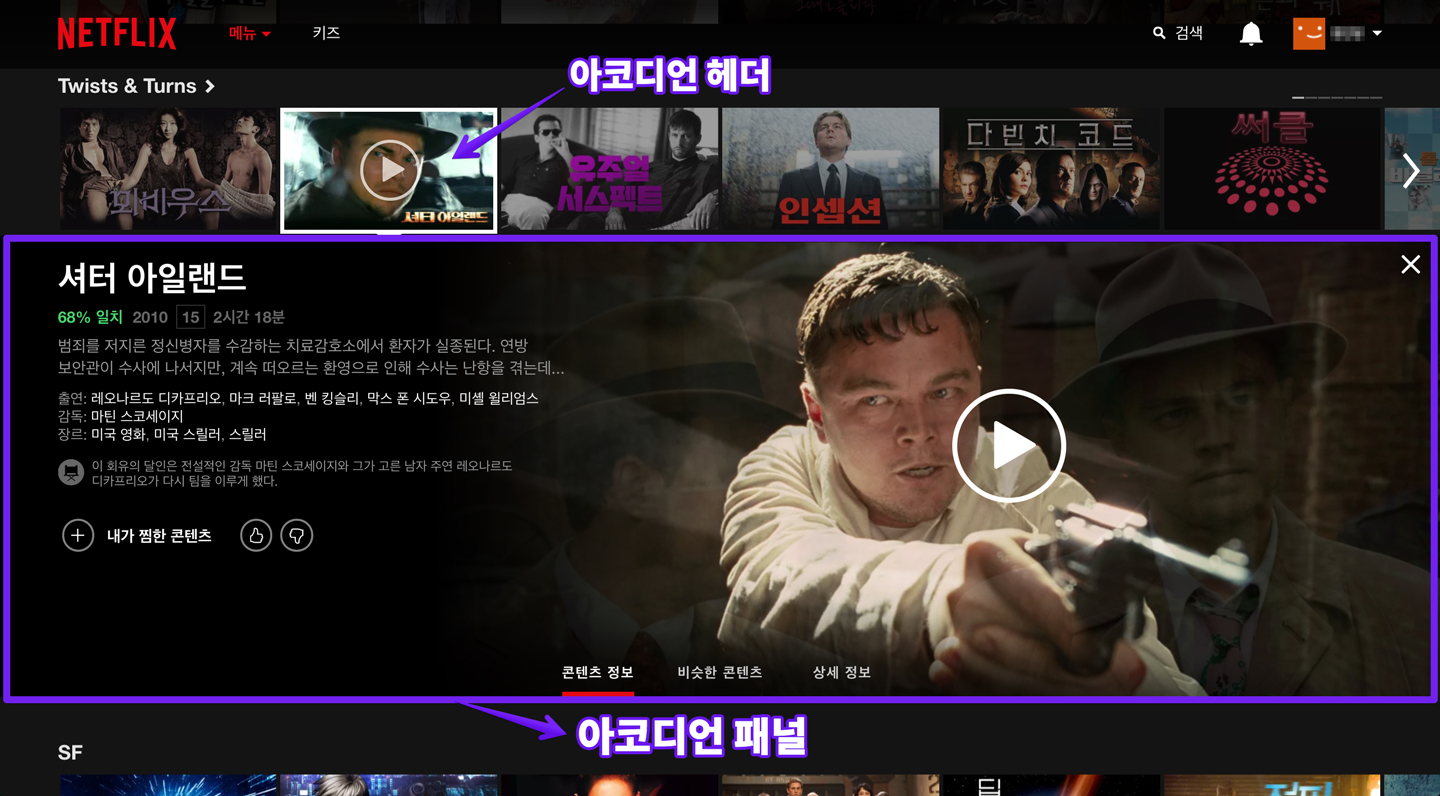 NETFLIX
메뉴
키즈
검색
아코디언 헤더
Twists & Turns
뫼비우스
셔터 아일랜드
유주얼
서스펙트
인셉션
다빈치 코드
써클
셔터 아일랜드
68% 일치 2010 15 2시간 18분
범죄를 저지른 정신병자를 수감하는 치료감호소에서 환자가 실종된다. 연방
보안관이 수사에 나서지만, 계속 떠오르는 환영으로 인해 수사는 난항을 겪는데...
출연: 레오나르도 디카프리오, 마크 러팔로, 벤 킹슬리, 막스 폰 시도우, 미셸 윌리엄스
감독: 마틴 스코세이지
장르: 미국 영화, 미국 스릴러, 스릴러
이 회유의 달인은 전설적인 감독 마틴 스코세이지와 그가 고른 남자 주연 레오나르도
디카프리오가 다시 팀을 이루게 했다.
내가 찜한 콘텐츠
콘텐츠 정보
비슷한 콘텐츠
상세 정보
아코디언 패널
SF